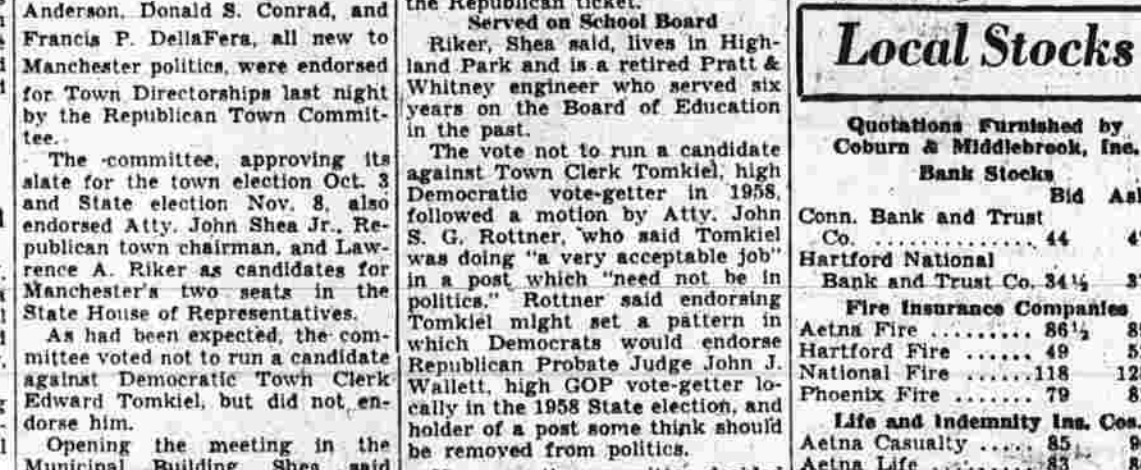 Anderson, Donald S. Conrad, and
Francis P. DellaFera, all new to
Manchester politics, were endorsed
for Town Directorships last night
by the Republican Town Commit-
tee.
The committee, approving its
slate for the town election Oct. 3
and State election Nov. 8, also
endorsed Atty. John Shea Jr., Re-
publican town chairman, and Law-
rence A. Riker as candidates for
Manchester's two seats in the
State House of Representatives.
As had been expected, the com-
mittee voted not to run a candidate
against Democratic Town Clerk
Edward Tomkiel, but did not en-
dorse him.
Opening the meeting in the
Municipal Building, Shea said
the Republican ticket.
Served on School Board
Riker, Shea said, lives in High-
land Park and is a retired Pratt &
Whitney engineer who served six
years on the Board of Education
in the past.
The vote not to run a candidate
against Town Clerk Tomkiel, high
Democratic vote-getter in 1958,
followed a motion by Atty. John
S. G. Rottner, who said Tomkiel
was doing "a very acceptable job"
in a post which "need not be in
politics." Rottner said endorsing
Tomkiel might set a pattern in
which Democrats would endorse
Republican Probate Judge John J.
Wallett, high GOP vote-getter lo-
cally in the 1958 State election, and
holder of a post some think should
be removed from politics.
Local Stocks
Quotations Furnished by
Coburn & Middlebrook, Inc.
Bank Stocks
Bid
Conn. Bank and Trust
Co. .............. 44
Hartford National
Bank and Trust Co. 34½
Fire Insurance Companies
Aetna Fire ......... 86½
Hartford Fire ...... 49
National Fire ......118
Phoenix Fire ....... 79
Life and Indemnity Ins. Cos.
Aetna Casualty ..... 85
Aetna Life